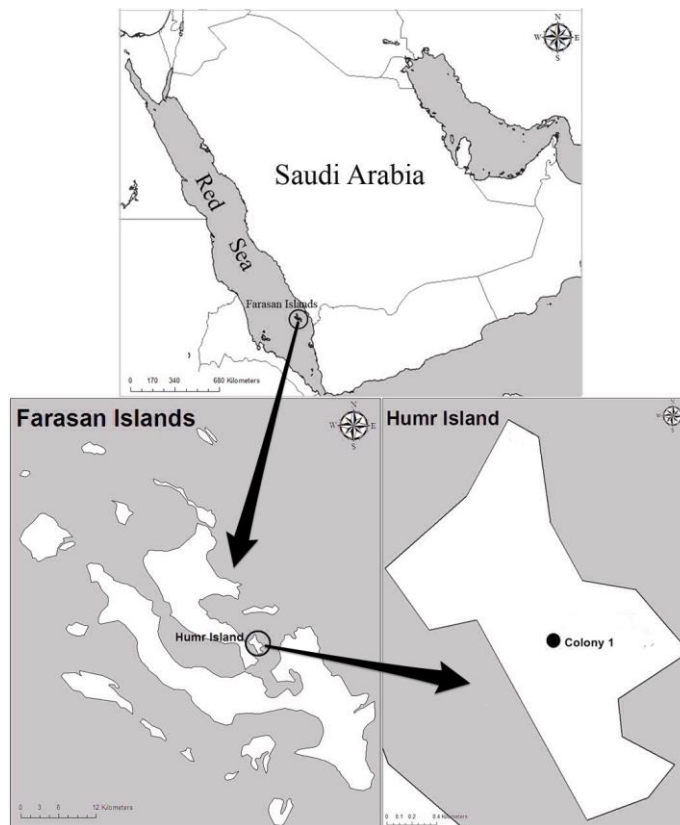 N
W E
S
Red
Sea
Saudi Arabia
Farasan Islands
0 170 340 680 Kilometers
Farasan Islands
N
W E
S
Humr Island
0 3 6 12 Kilometers
Humr Island
N
W E
S
Colony 1
0 0.1 0.2 0.4 Kilometers